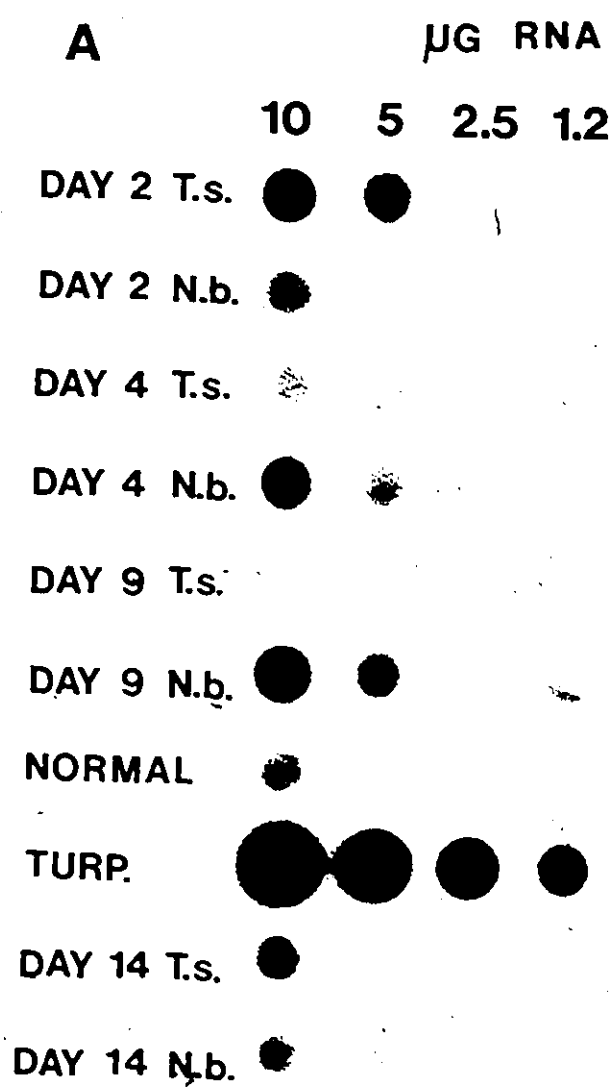 A µG RNA
10 5 2.5 1.2
DAY 2 T.s.
DAY 2 N.b.
DAY 4 T.s.
DAY 4 N.b.
DAY 9 T.s.
DAY 9 N.b.
NORMAL
TURP.
DAY 14 T.s.
DAY 14 N.b.